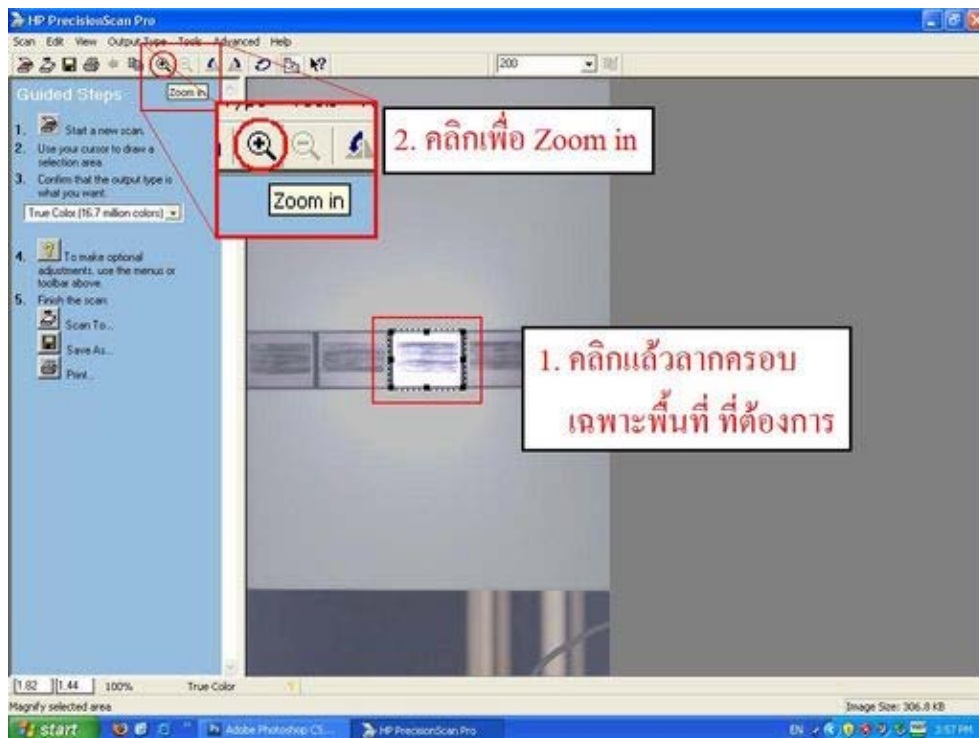 HP PrecisionScan Pro
Scan Edit View Output Type Tools Advanced Help
200
Guided Steps
Zoom in
1. Start a new scan.
2. Use your cursor to draw a
selection area.
3. Confirm that the output type is
what you want.
True Color (16.7 million colors)
4. To make optional
adjustments, use the menus or
toolbar above.
5. Finish the scan:
Scan To...
Save As...
Print...
Zoom in
2. คลิกเพื่อ Zoom in
1. คลิกแล้วลากครอบ
เฉพาะพื้นที่ ที่ต้องการ
1.82 1.44 100% True Color
Magnify selected area
Image Size: 306.8 KB
start
Adobe Photoshop CS...
HP PrecisionScan Pro
EN
3:57 PM